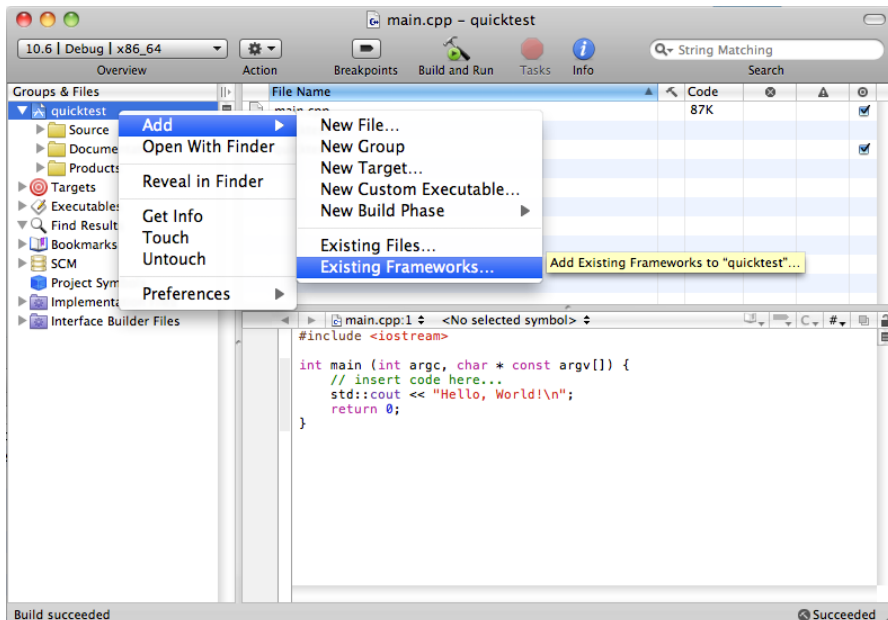 main.cpp – quicktest
10.6 | Debug | x86_64
String Matching
Overview
Action
Breakpoints
Build and Run
Tasks
Info
Search
Groups & Files
File Name
Code
quicktest
main.cpp
87K
Source
Docume
Products
Targets
Executables
Find Result
Bookmarks
SCM
Project Sym
Implementa
Interface Builder Files
Add
Open With Finder
Reveal in Finder
Get Info
Touch
Untouch
Preferences
New File...
New Group
New Target...
New Custom Executable...
New Build Phase
Existing Files...
Existing Frameworks...
Add Existing Frameworks to “quicktest”...
main.cpp:1 <No selected symbol>
C, #,
#include <iostream>
int main (int argc, char * const argv[]) {
// insert code here...
std::cout << "Hello, World!\n";
return 0;
}
Build succeeded
Succeeded